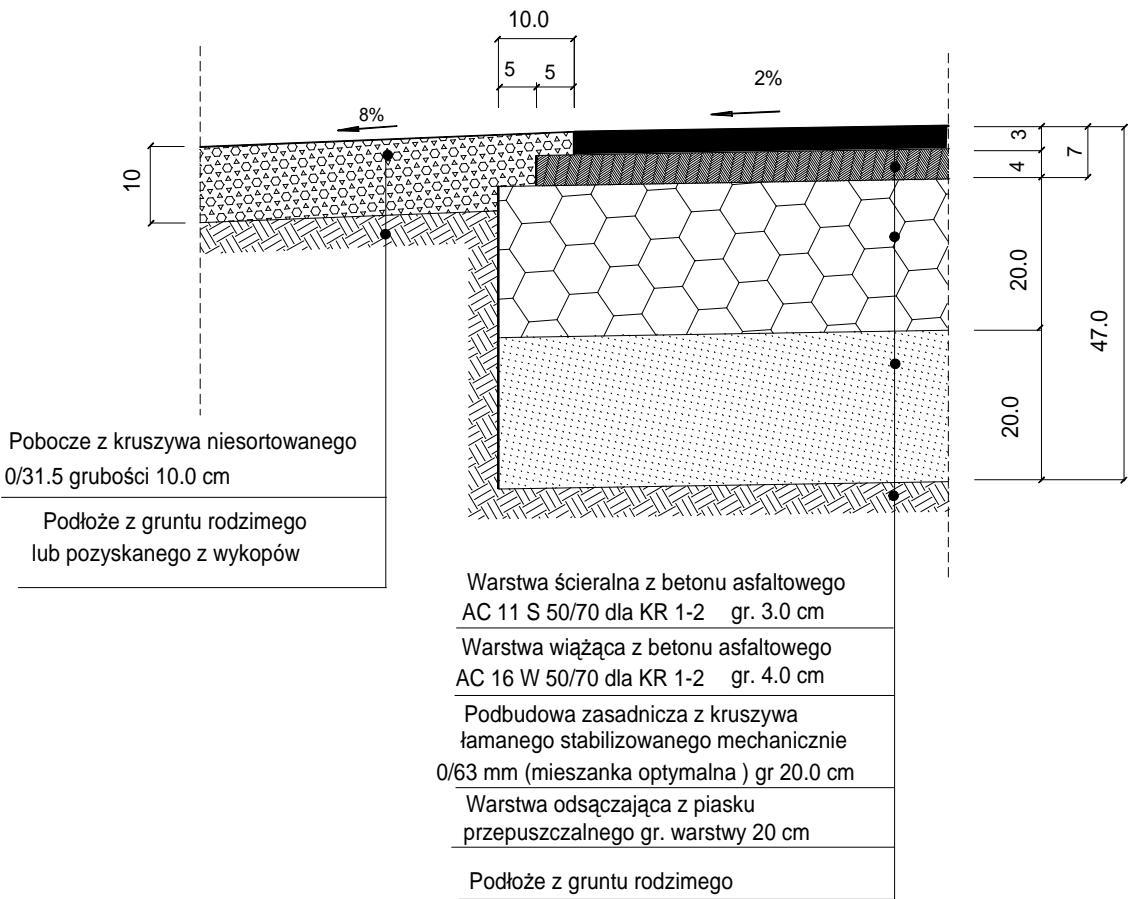 10.0
5
5
2%
8%
10
3
4
7
20.0
20.0
47.0
Pobocze z kruszywa niesortowanego
0/31.5 grubości 10.0 cm
Podłoże z gruntu rodzimego
lub pozyskanego z wykopów
Warstwa ścieralna z betonu asfaltowego
AC 11 S 50/70 dla KR 1-2 gr. 3.0 cm
Warstwa wiążąca z betonu asfaltowego
AC 16 W 50/70 dla KR 1-2 gr. 4.0 cm
Podbudowa zasadnicza z kruszywa
łamanego stabilizowanego mechanicznie
0/63 mm (mieszanka optymalna ) gr 20.0 cm
Warstwa odsączająca z piasku
przepuszczalnego gr. warstwy 20 cm
Podłoże z gruntu rodzimego